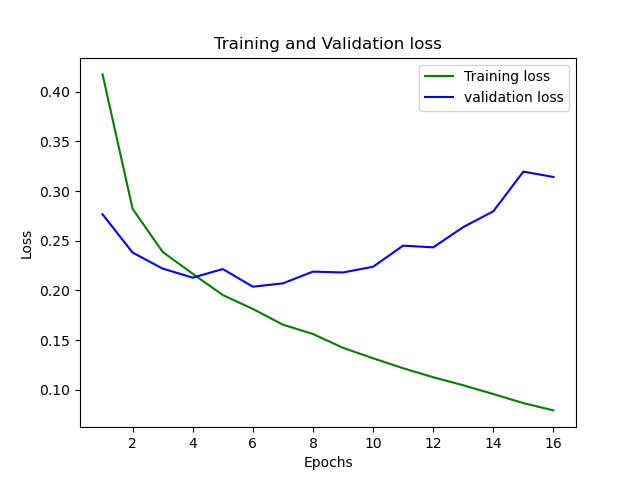 Training and Validation loss
Training loss
validation loss
0.40
0.35
0.30
0.25
0.20
0.15
0.10
Loss
2 4 6 8 10 12 14 16
Epochs